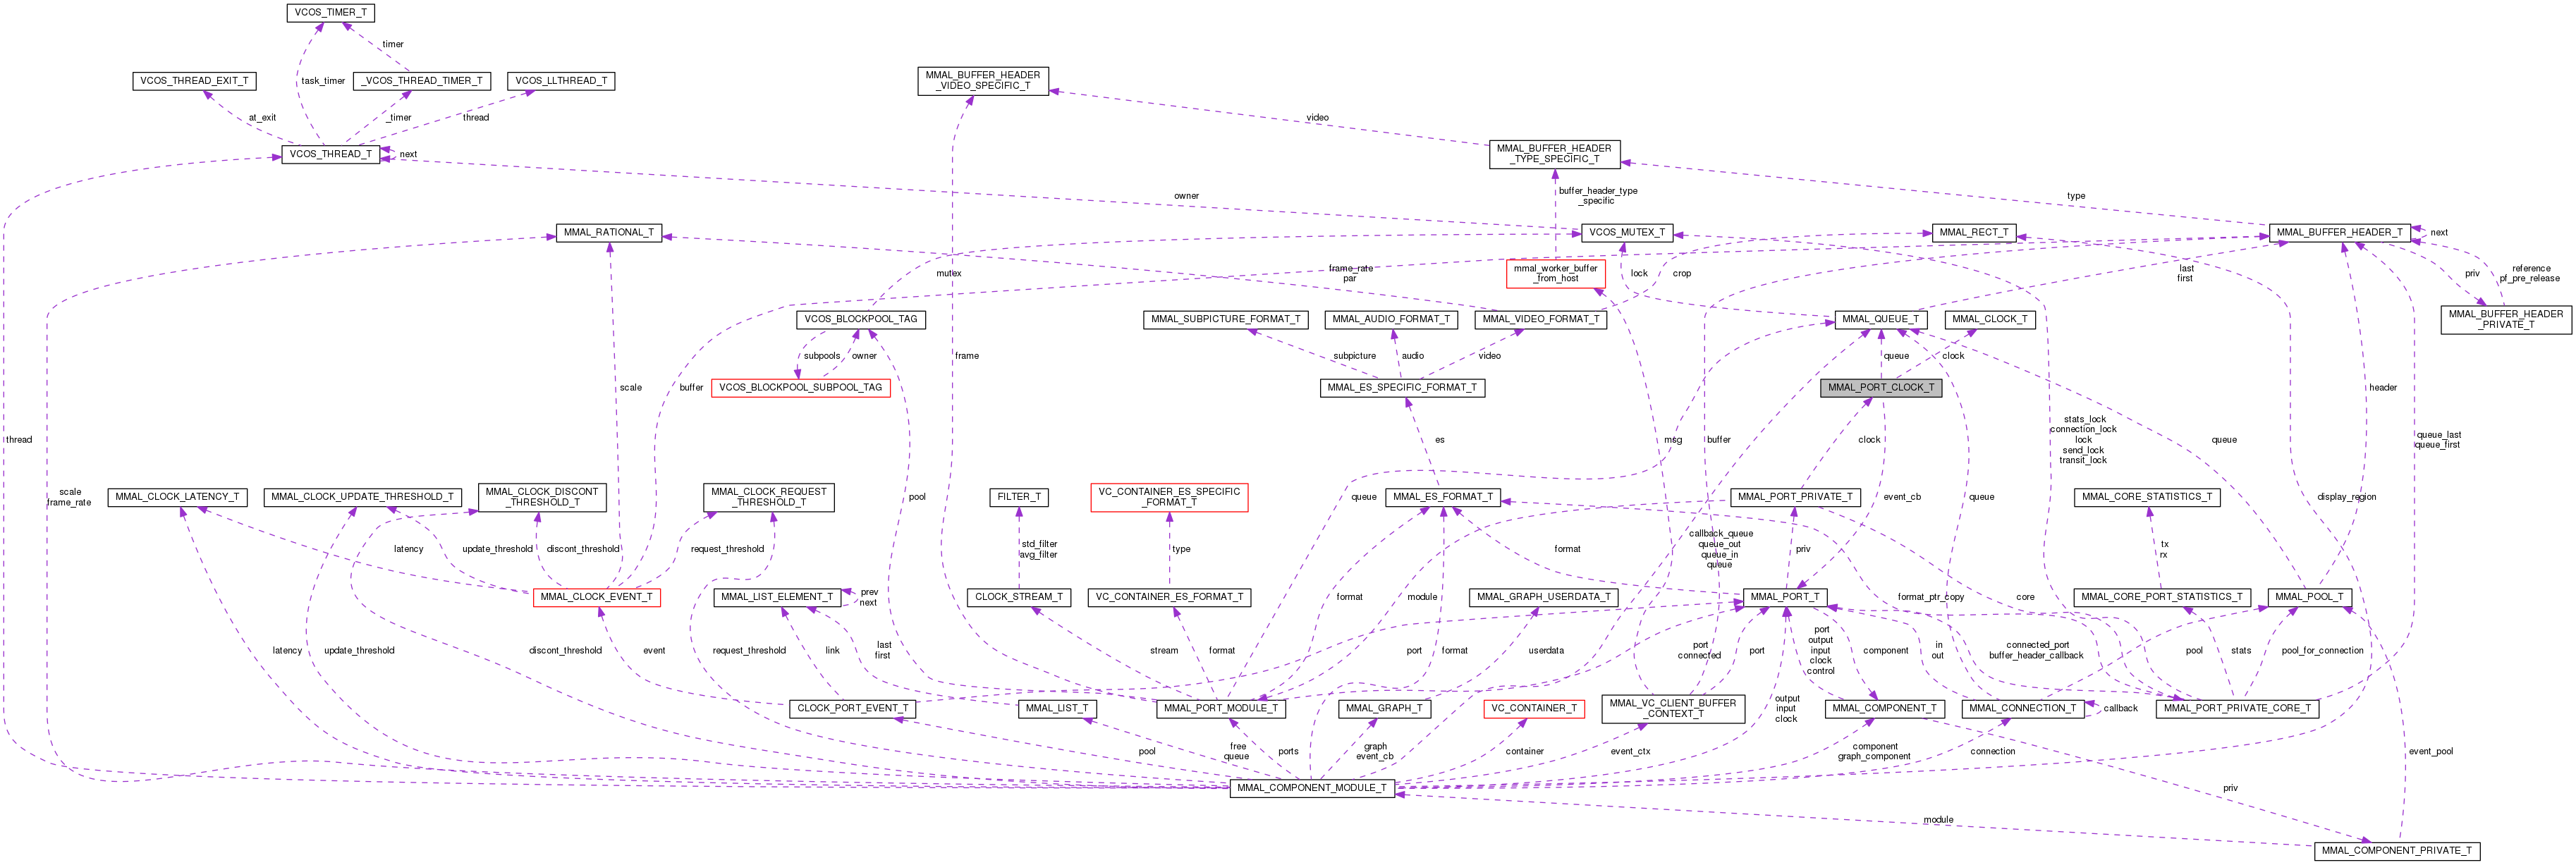 VCOS_TIMER_T
timer
VCOS_THREAD_EXIT_T
task_timer
_VCOS_THREAD_TIMER_T
VCOS_LLTHREAD_T
MMAL_BUFFER_HEADER
_VIDEO_SPECIFIC_T
at_exit
_timer
thread
video
VCOS_THREAD_T
next
MMAL_BUFFER_HEADER
_TYPE_SPECIFIC_T
owner
buffer_header_type
_specific
type
MMAL_RATIONAL_T
VCOS_MUTEX_T
MMAL_RECT_T
MMAL_BUFFER_HEADER_T
next
mutex
frame_rate
par
mmal_worker_buffer
_from_host
lock
crop
last
first
priv
reference
pf_pre_release
VCOS_BLOCKPOOL_TAG
MMAL_SUBPICTURE_FORMAT_T
MMAL_AUDIO_FORMAT_T
MMAL_VIDEO_FORMAT_T
MMAL_QUEUE_T
MMAL_CLOCK_T
MMAL_BUFFER_HEADER
_PRIVATE_T
subpools
owner
frame
subpicture
audio
video
queue
clock
scale
buffer
VCOS_BLOCKPOOL_SUBPOOL_TAG
MMAL_ES_SPECIFIC_FORMAT_T
MMAL_PORT_CLOCK_T
header
thread
es
buffer
msg
clock
stats_lock
connection_lock
lock
send_lock
transit_lock
queue
queue_last
queue_first
scale
frame_rate
MMAL_CLOCK_LATENCY_T
MMAL_CLOCK_UPDATE_THRESHOLD_T
MMAL_CLOCK_DISCONT
_THRESHOLD_T
MMAL_CLOCK_REQUEST
_THRESHOLD_T
pool
FILTER_T
VC_CONTAINER_ES_SPECIFIC
_FORMAT_T
queue
MMAL_ES_FORMAT_T
MMAL_PORT_PRIVATE_T
event_cb
queue
MMAL_CORE_STATISTICS_T
display_region
latency
update_threshold
discont_threshold
request_threshold
std_filter
avg_filter
type
callback_queue
queue_out
queue_in
queue
format
priv
tx
rx
MMAL_CLOCK_EVENT_T
MMAL_LIST_ELEMENT_T
prev
next
CLOCK_STREAM_T
VC_CONTAINER_ES_FORMAT_T
format
module
MMAL_GRAPH_USERDATA_T
MMAL_PORT_T
format_ptr_copy
core
MMAL_CORE_PORT_STATISTICS_T
MMAL_POOL_T
latency
update_threshold
discont_threshold
event
request_threshold
link
last
first
stream
format
port
format
userdata
port
connected
port
port
output
input
clock
control
component
in
out
connected_port
buffer_header_callback
pool
stats
pool_for_connection
CLOCK_PORT_EVENT_T
MMAL_LIST_T
MMAL_PORT_MODULE_T
MMAL_GRAPH_T
VC_CONTAINER_T
MMAL_VC_CLIENT_BUFFER
_CONTEXT_T
output
input
clock
MMAL_COMPONENT_T
MMAL_CONNECTION_T
callback
MMAL_PORT_PRIVATE_CORE_T
pool
free
queue
ports
graph
event_cb
container
event_ctx
component
graph_component
connection
event_pool
MMAL_COMPONENT_MODULE_T
priv
module
MMAL_COMPONENT_PRIVATE_T